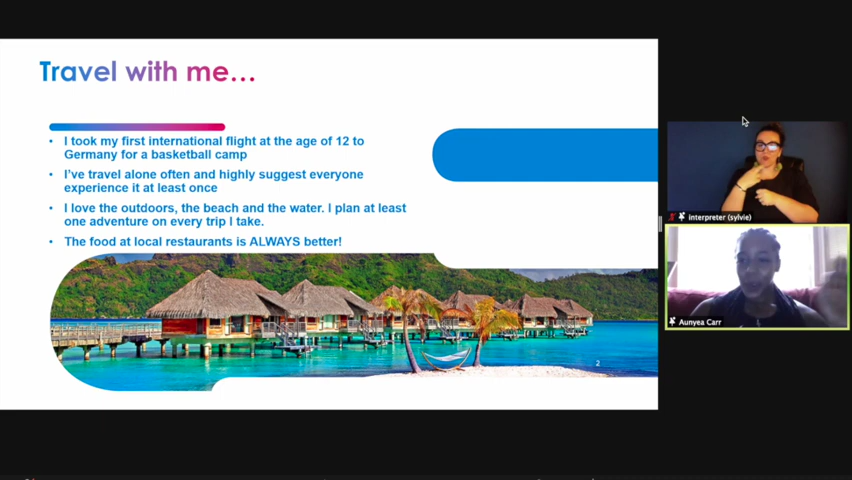 Travel with me…
• I took my first international flight at the age of 12 to
Germany for a basketball camp
• I've travel alone often and highly suggest everyone
experience it at least once
• I love the outdoors, the beach and the water. I plan at least
one adventure on every trip I take.
• The food at local restaurants is ALWAYS better!
2
interpreter (sylvie)
Aunyea Carr